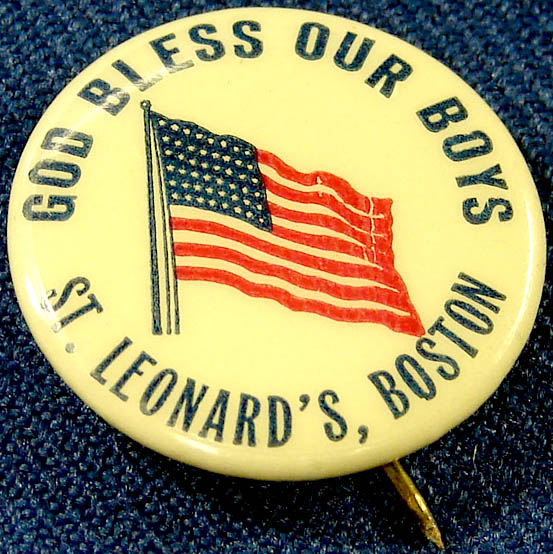 GOD BLESS OUR BOYS
ST. LEONARD'S, BOSTON